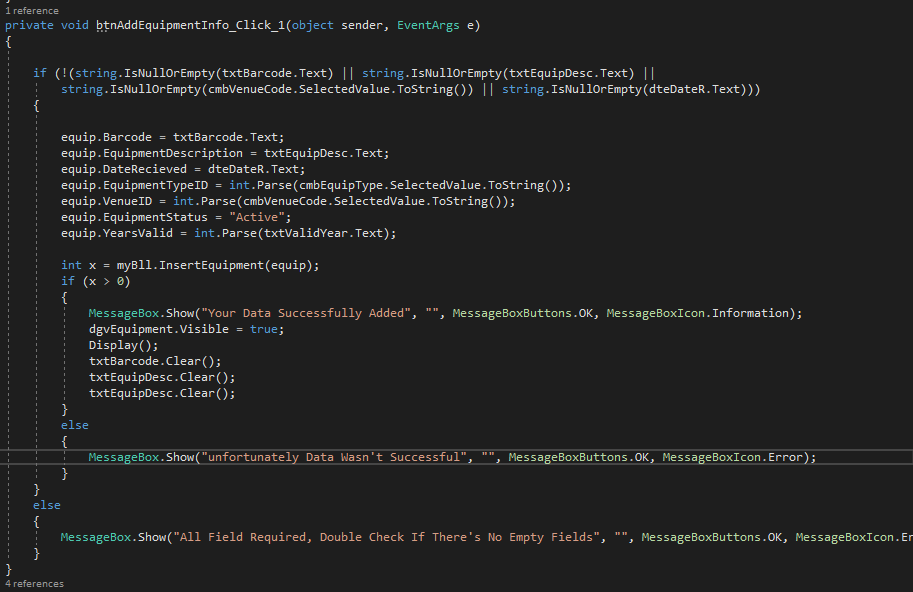 1 reference
private void btnAddEquipmentInfo_Click_1(object sender, EventArgs e)
{
if (!(string.IsNullOrEmpty(txtBarcode.Text) || string.IsNullOrEmpty(txtEquipDesc.Text) ||
string.IsNullOrEmpty(cmbVenueCode.SelectedValue.ToString()) || string.IsNullOrEmpty(dteDateR.Text)))
{
equip.Barcode = txtBarcode.Text;
equip.EquipmentDescription = txtEquipDesc.Text;
equip.DateRecieved = dteDateR.Text;
equip.EquipmentTypeID = int.Parse(cmbEquipType.SelectedValue.ToString());
equip.VenueID = int.Parse(cmbVenueCode.SelectedValue.ToString());
equip.EquipmentStatus = "Active";
equip.YearsValid = int.Parse(txtValidYear.Text);
int x = myBll.InsertEquipment(equip);
if (x > 0)
{
MessageBox.Show("Your Data Successfully Added", "", MessageBoxButtons.OK, MessageBoxIcon.Information);
dgvEquipment.Visible = true;
Display();
txtBarcode.Clear();
txtEquipDesc.Clear();
txtEquipDesc.Clear();
}
else
{
MessageBox.Show("unfortunately Data Wasn't Successful", "", MessageBoxButtons.OK, MessageBoxIcon.Error);
}
}
else
{
MessageBox.Show("All Field Required, Double Check If There's No Empty Fields", "", MessageBoxButtons.OK, MessageBoxIcon.Er
}
}
4 references